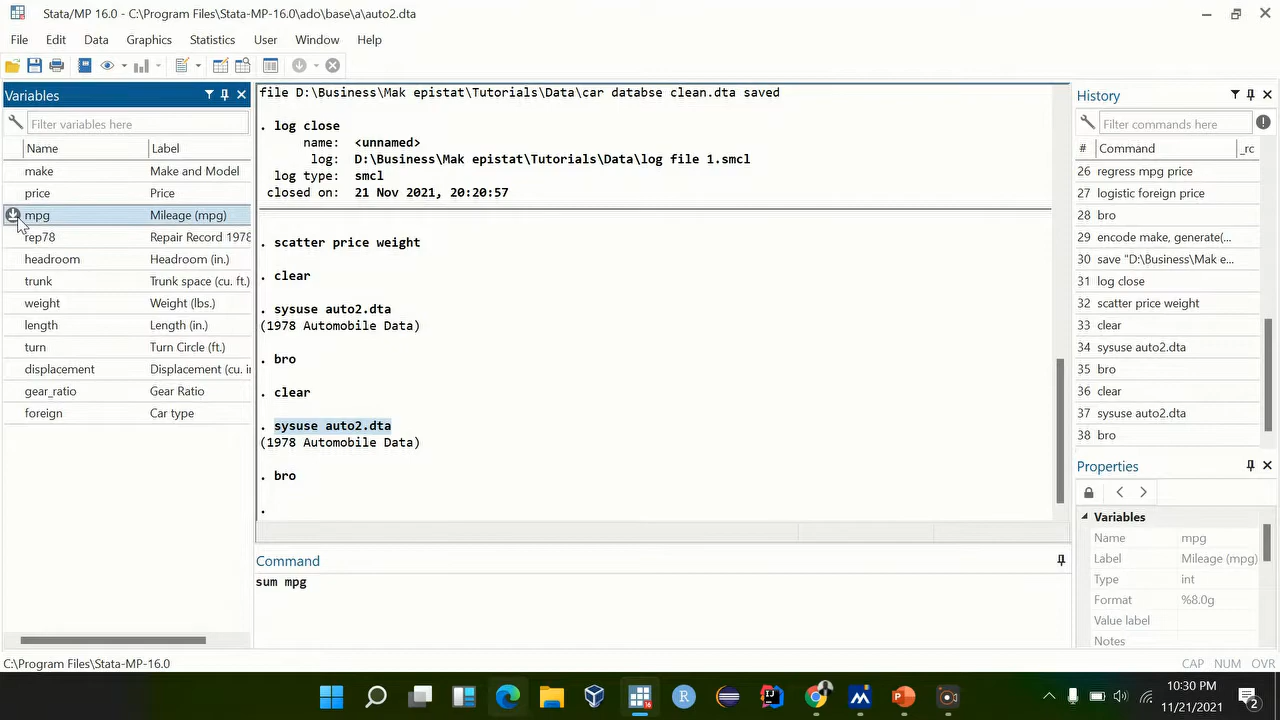 Stata/MP 16.0 - C:\Program Files\Stata-MP-16.0\ado\base\a\auto2.dta
File Edit Data Graphics Statistics User Window Help
Variables
Filter variables here
Name Label
make Make and Model
price Price
mpg Mileage (mpg)
rep78 Repair Record 1978
headroom Headroom (in.)
trunk Trunk space (cu. ft.)
weight Weight (lbs.)
length Length (in.)
turn Turn Circle (ft.)
displacement Displacement (cu. i
gear_ratio Gear Ratio
foreign Car type
file D:\Business\Mak epistat\Tutorials\Data\car databse clean.dta saved
. log close
name: <unnamed>
log: D:\Business\Mak epistat\Tutorials\Data\log file 1.smcl
log type: smcl
closed on: 21 Nov 2021, 20:20:57
. scatter price weight
. clear
. sysuse auto2.dta
(1978 Automobile Data)
. bro
. clear
. sysuse auto2.dta
(1978 Automobile Data)
. bro
.
Command
sum mpg
History
Filter commands here
# Command _rc
26 regress mpg price
27 logistic foreign price
28 bro
29 encode make, generate(...
30 save "D:\Business\Mak e...
31 log close
32 scatter price weight
33 clear
34 sysuse auto2.dta
35 bro
36 clear
37 sysuse auto2.dta
38 bro
Properties
Variables
Name mpg
Label Mileage (mpg)
Type int
Format %8.0g
Value label
Notes
C:\Program Files\Stata-MP-16.0
CAP NUM OVR
10:30 PM
11/21/2021